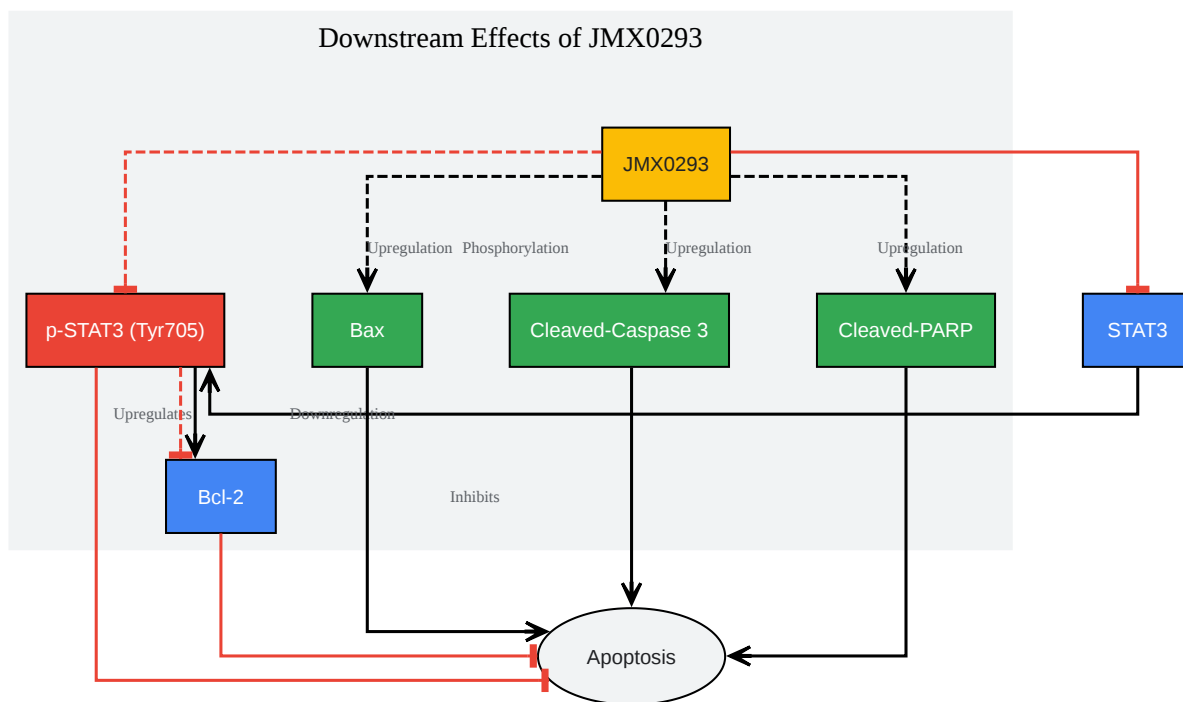 Downstream Effects of JMX0293
JMX0293
Upregulation
Phosphorylation
Upregulation
Upregulation
p-STAT3 (Tyr705)
Bax
Cleaved-Caspase 3
Cleaved-PARP
STAT3
Upregulates
Downregulation
Bcl-2
Inhibits
Apoptosis